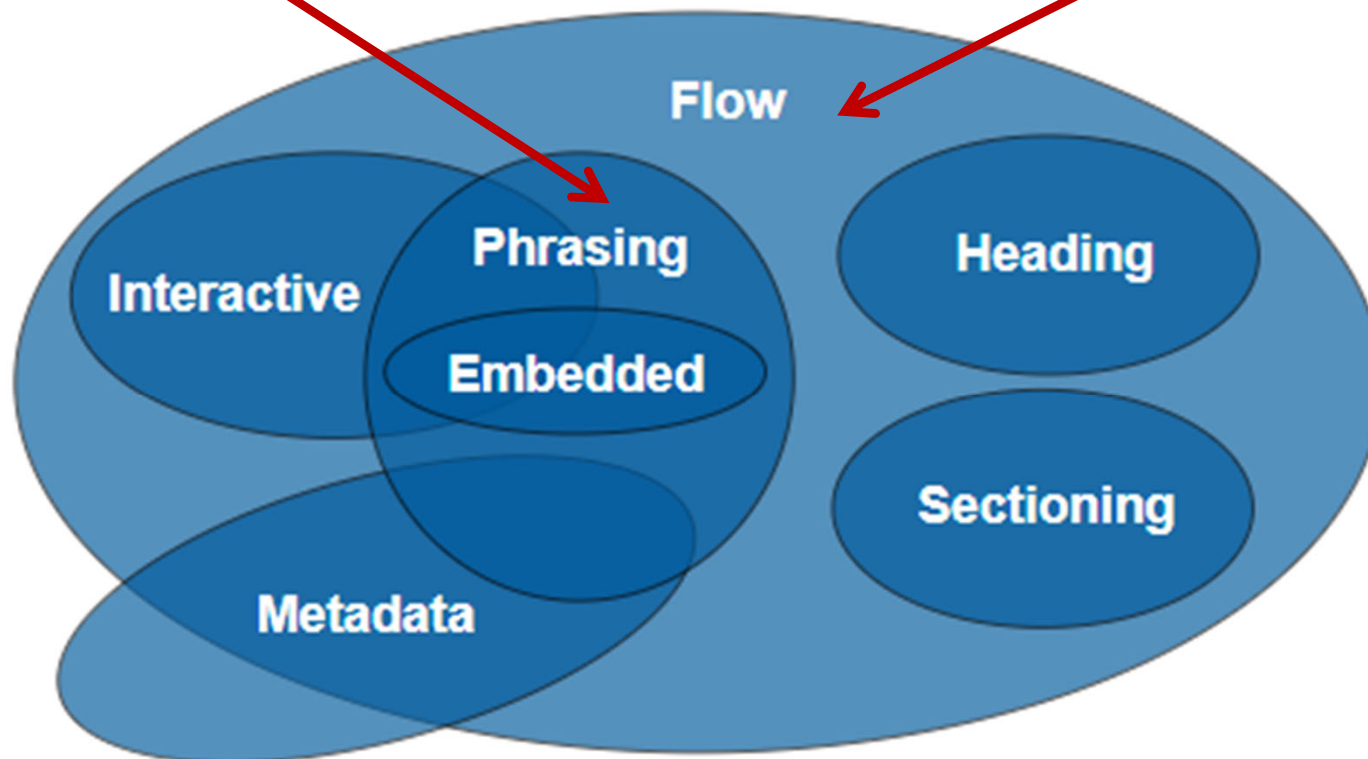 Flow
Phrasing
Heading
Interactive
Embedded
Sectioning
Metadata